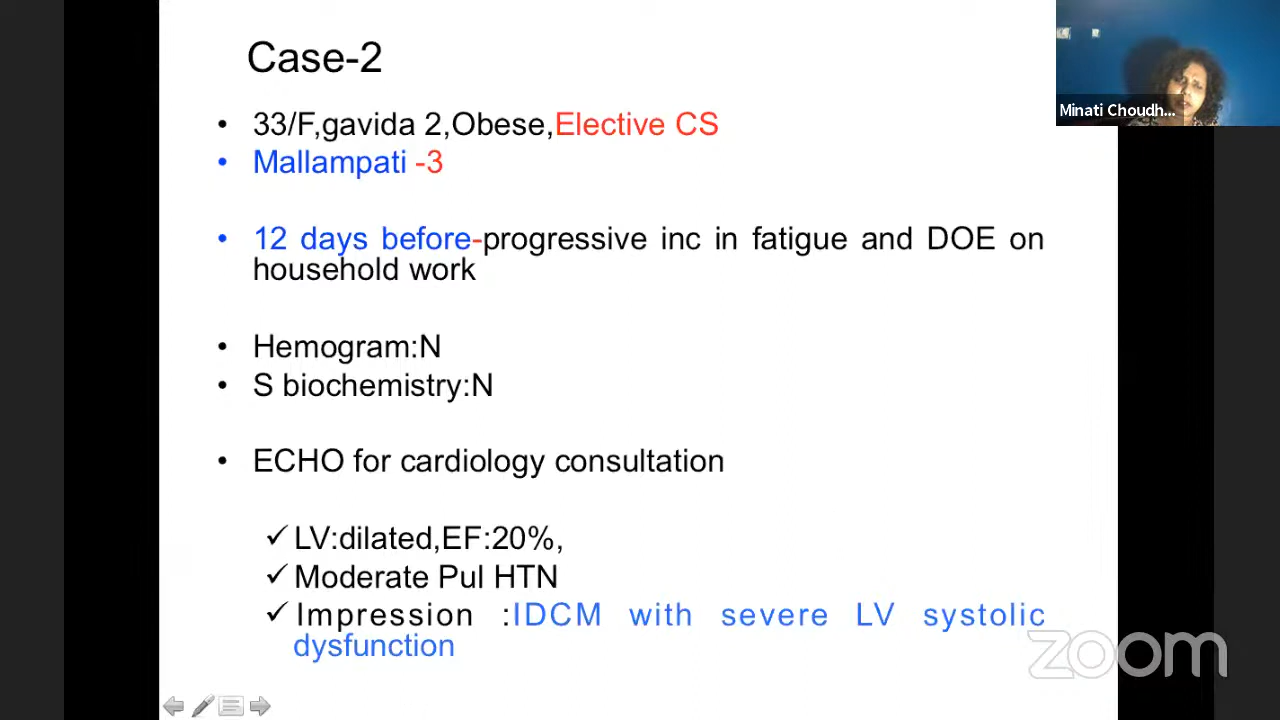 Case-2
• 33/F,gavida 2,Obese,Elective CS
• Mallampati -3
• 12 days before-progressive inc in fatigue and DOE on
household work
• Hemogram:N
• S biochemistry:N
• ECHO for cardiology consultation
✓ LV:dilated,EF:20%,
✓ Moderate Pul HTN
✓ Impression :IDCM with severe LV systolic
dysfunction
Minati Choudh...
zoom